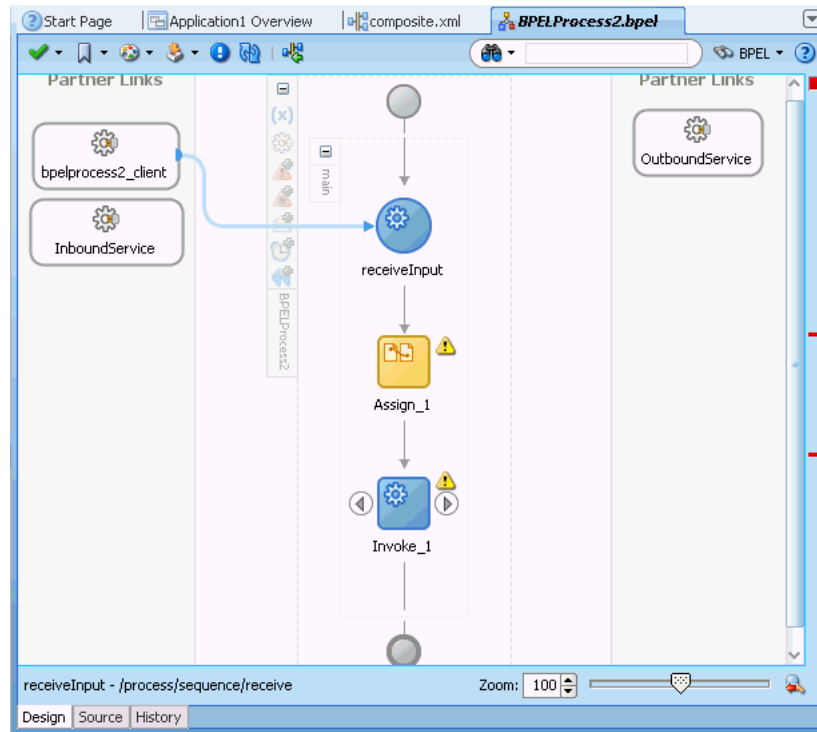 Start Page
Application1 Overview
composite.xml
BPELProcess2.bpel
BPEL
Partner Links
Partner Links
bpelprocess2_client
InboundService
OutboundService
(x)
main
BPELProcess2
receiveInput
Assign_1
Invoke_1
receiveInput - /process/sequence/receive
Zoom: 100
Design Source History